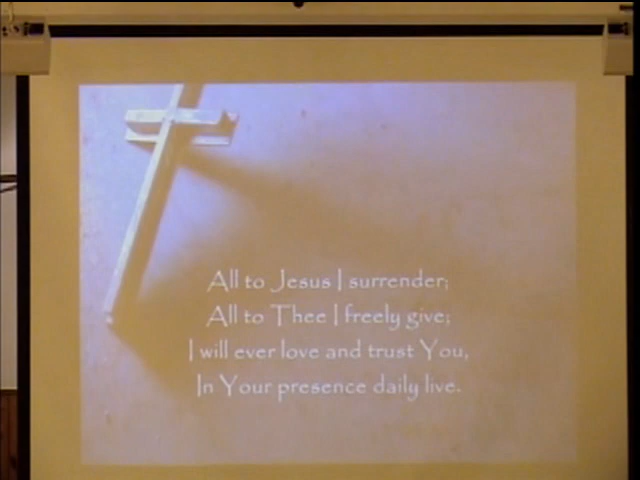 All to Jesus I surrender;
All to Thee I freely give;
I will ever love and trust You,
In Your presence daily live.